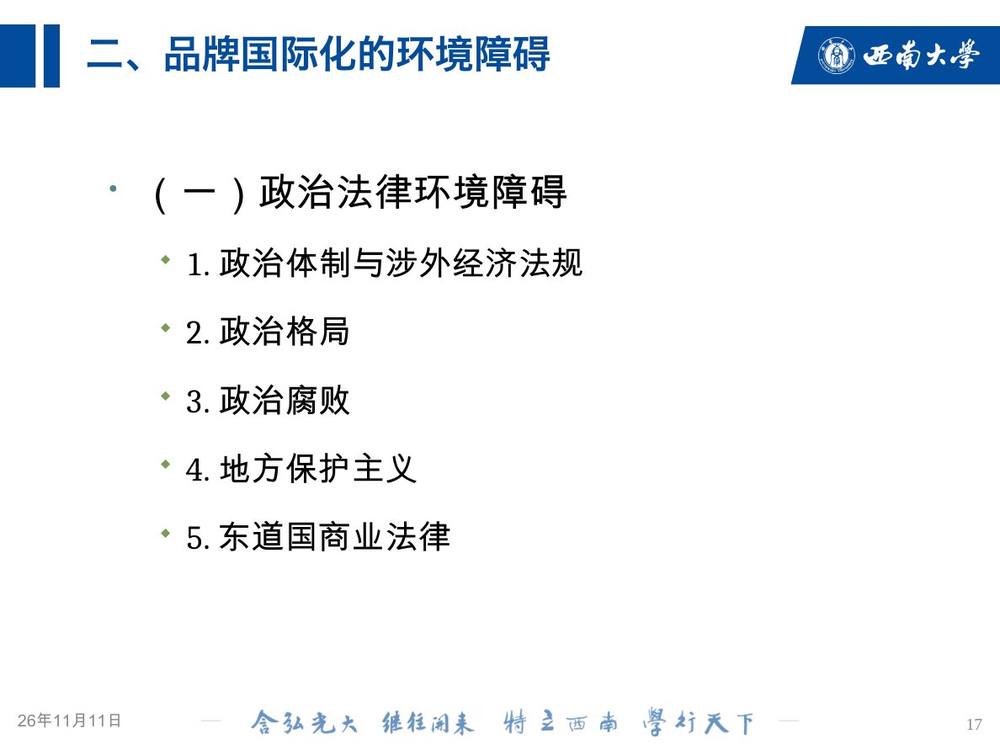 二、品牌国际化的环境障碍
西南大学
（一）政治法律环境障碍
1. 政治体制与涉外经济法规
2. 政治格局
3. 政治腐败
4. 地方保护主义
5. 东道国商业法律
26年11月11日
含弘光大 继往开来 特立西南 學行天下
17